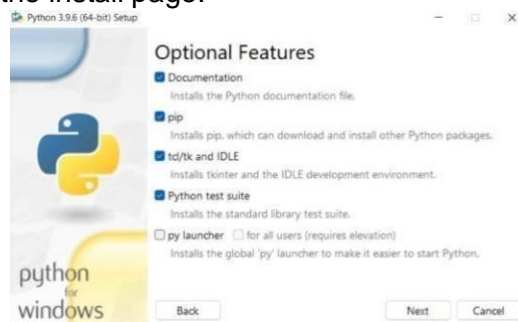 the install page.
Python 3.9.6 (64-bit) Setup
Optional Features
Documentation
Installs the Python documentation file.
pip
Installs pip, which can download and install other Python packages.
tcl/tk and IDLE
Installs tkinter and the IDLE development environment.
Python test suite
Installs the standard library test suite.
py launcher for all users (requires elevation)
Installs the global 'py' launcher to make it easier to start Python.
python
for
windows
Back Next Cancel